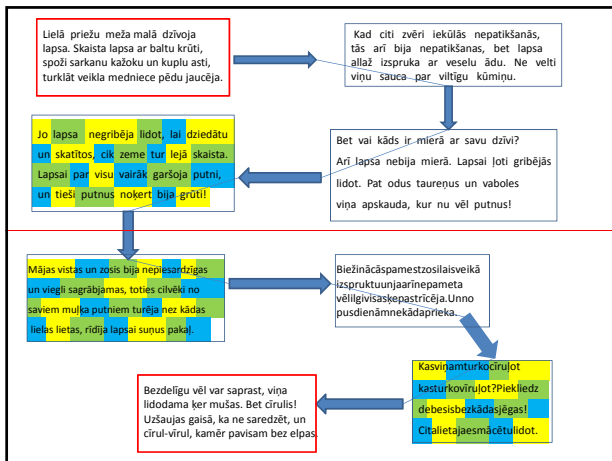 Lielā priežu meža malā dzīvoja
lapsa. Skaista lapsa ar baltu krūti,
spoži sarkanu kažoku un kuplu asti,
turklāt veikla medniece pēdu jaucēja.
Kad citi zvēri iekūlās nepatikšanās,
tās arī bija nepatikšanas, bet lapsa
allaž izspruka ar veselu ādu. Ne velti
viņu sauca par viltīgu kūmiņu.
Bet vai kāds ir mierā ar savu dzīvi?
Arī lapsa nebija mierā. Lapsai ļoti gribējās
lidot. Pat odus taureņus un vaboles
viņa apskauda, kur nu vēl putnus!
Jo lapsa negribēja lidot, lai dziedātu
un skatītos, cik zeme tur lejā skaista.
Lapsai par visu vairāk garšoja putni,
un tieši putnus noķert bija grūti!
Mājas vistas un zosis bija nepiesardzīgas
un viegli sagrābjamas, toties cilvēki no
saviem muļķa putniem turēja nez kādas
lielas lietas, rīdīja lapsai suņus pakaļ.
Biežinācāspamestzosilaisveikā
izspruktuunjaarīnepameta
vēlilgivisasķepastrīcēja.Unno
pusdienāmnekādaprieka.
Kasviņamturkocīruļot
kasturkovīruļot?Piekliedz
debesisbezkādasjēgas!
Citalietajaesmācētulidot.
Bezdelīgu vēl var saprast, viņa
lidodama ķer mušas. Bet cīrulis!
Uzšaujas gaisā, ka ne saredzēt, un
cīrul-vīrul, kamēr pavisam bez elpas.